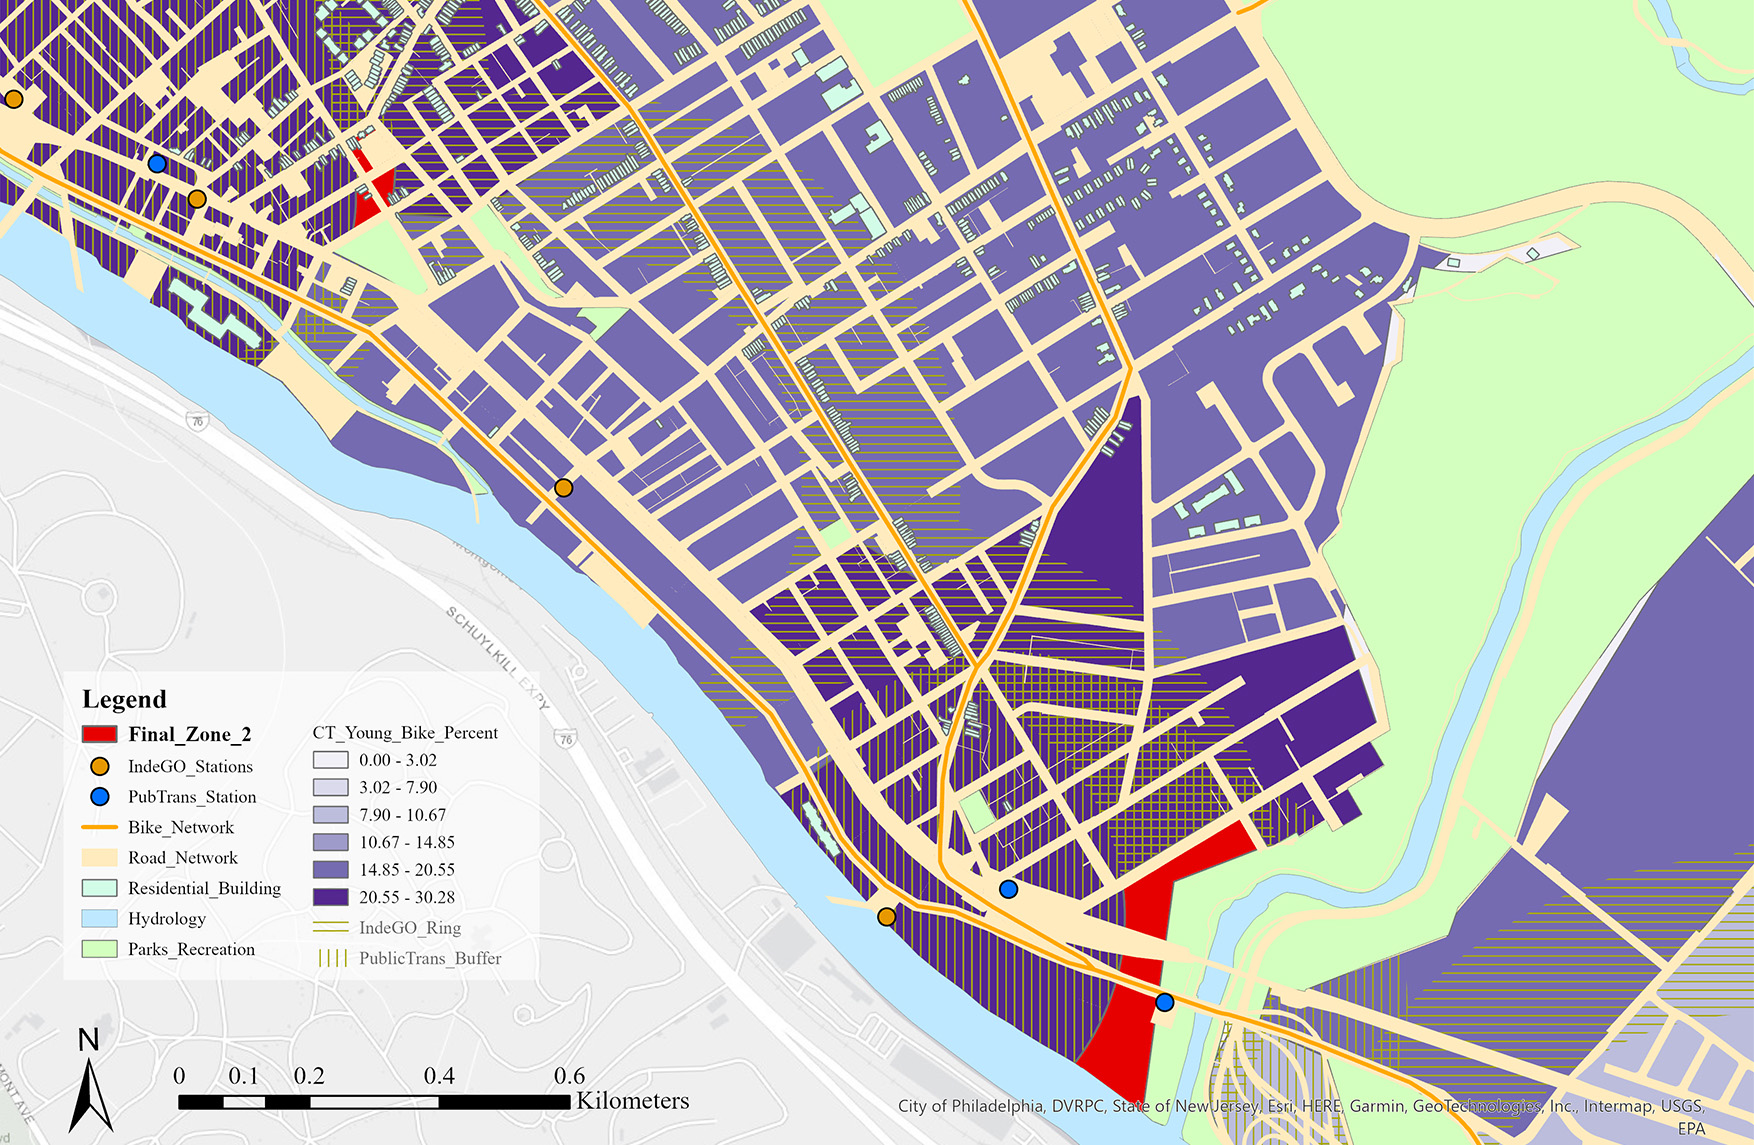 76
SCHUYLKILL EXPY
76
Legend
Final_Zone_2
IndeGO_Stations
PubTrans_Station
Bike_Network
Road_Network
Residential_Building
Hydrology
Parks_Recreation
CT_Young_Bike_Percent
0.00 - 3.02
3.02 - 7.90
7.90 - 10.67
10.67 - 14.85
14.85 - 20.55
20.55 - 30.28
IndeGO_Ring
PublicTrans_Buffer
N
0 0.1 0.2 0.4 0.6
Kilometers
MONT AVE
City of Philadelphia, DVRPC, State of New Jersey, Esri, HERE, Garmin, GeoTechnologies, Inc., Intermap, USGS,
EPA